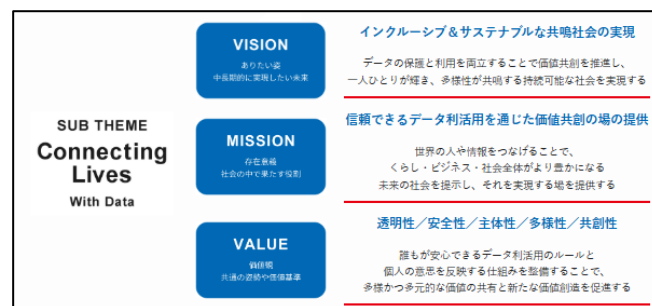 SUB THEME
Connecting
Lives
With Data
VISION
ありたい姿
中長期的に実現したい未来
インクルーシブ&サステナブルな共鳴社会の実現
データの保護と利用を両立することで価値共創を推進し、
一人ひとりが輝き、多様性が共鳴する持続可能な社会を実現する
MISSION
存在意義
社会の中で果たす役割
信頼できるデータ利活用を通じた価値共創の場の提供
世界の人や情報をつなげることで、
くらし・ビジネス・社会全体がより豊かになる
未来の社会を提示し、それを実現する場を提供する
VALUE
価値観
共通の姿勢や価値基準
透明性/安全性/主体性/多様性/共創性
誰もが安心できるデータ利活用のルールと
個人の意思を反映する仕組みを整備することで、
多様かつ多元的な価値の共有と新たな価値創造を促進する